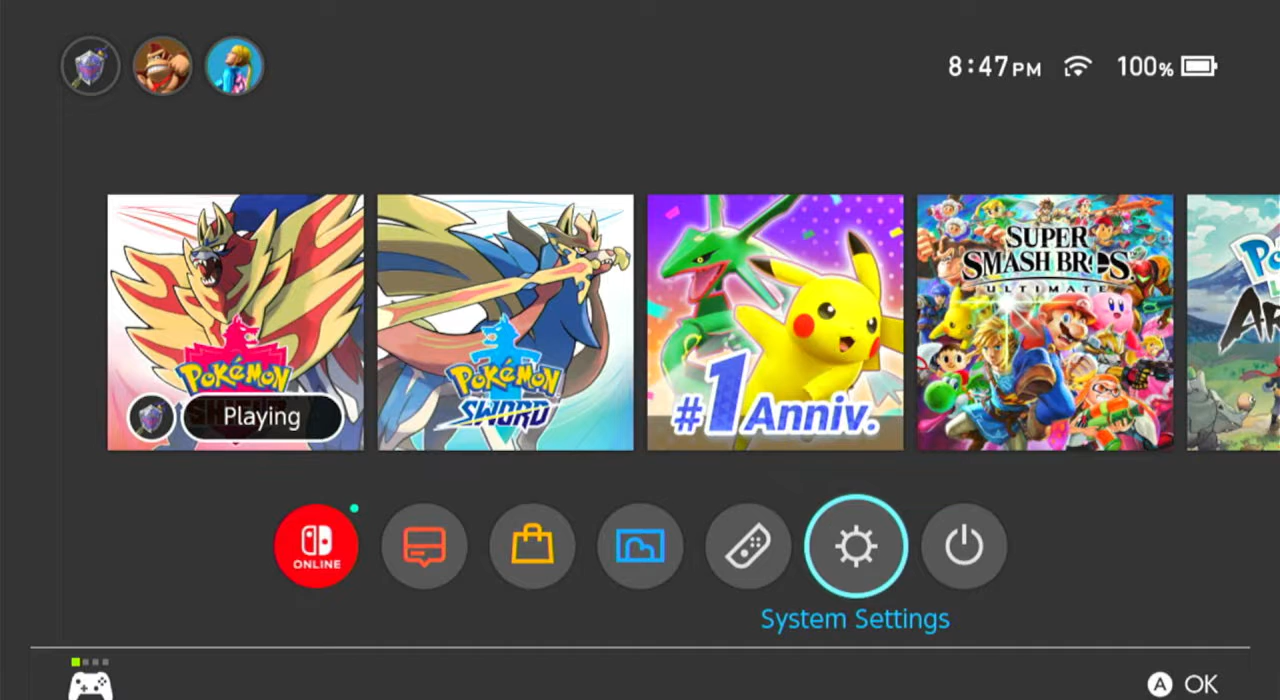 8:47PM 100%
POKÉMON
Playing
POKÉMON
SWORD
#1 Anniv.
SUPER
SMASH BROS.
ULTIMATE
ONLINE
System Settings
A OK